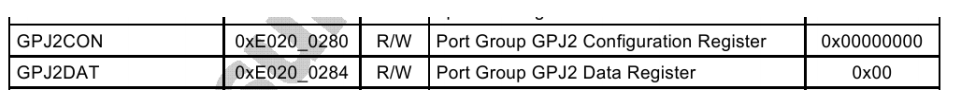 GPJ2CON 0xE020_0280 R/W Port Group GPJ2 Configuration Register 0x00000000
GPJ2DAT 0xE020_0284 R/W Port Group GPJ2 Data Register 0x00